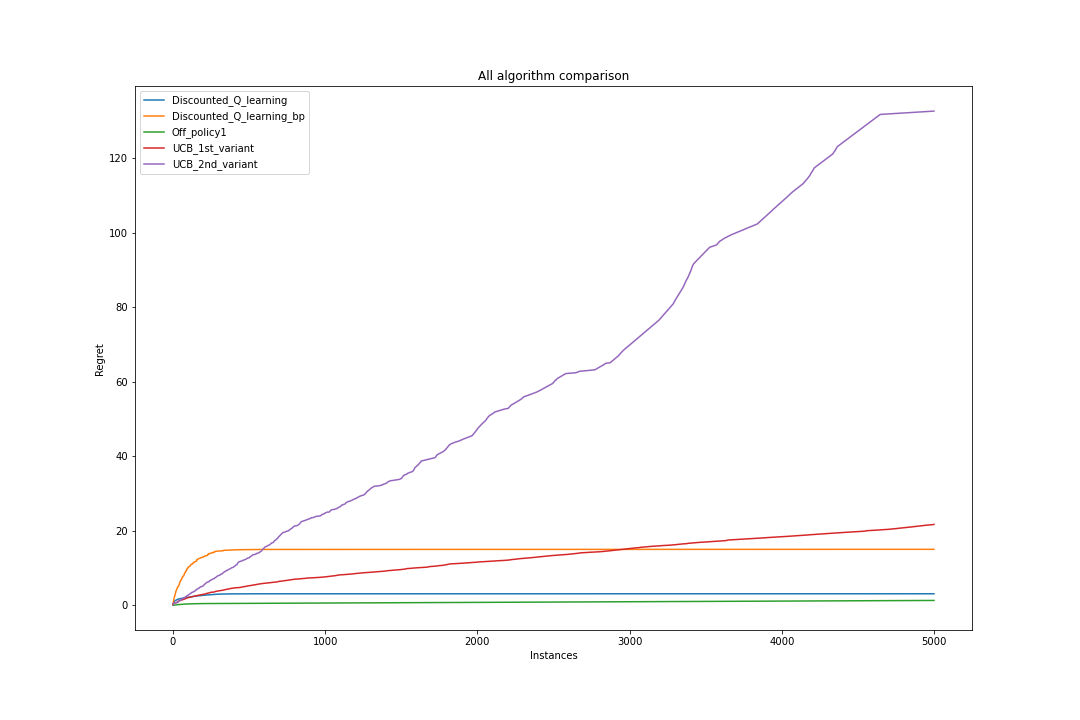 All algorithm comparison
Discounted_Q_learning
Discounted_Q_learning_bp
Off_policy1
UCB_1st_variant
UCB_2nd_variant
120
100
80
60
40
20
0
Regret
0 1000 2000 3000 4000 5000
Instances